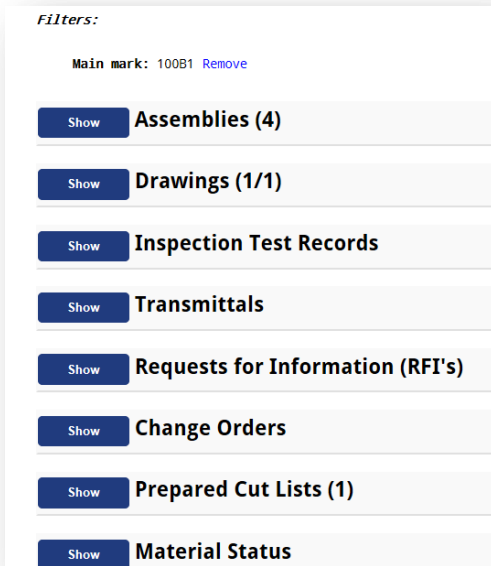 Filters:
Main mark: 100B1 Remove
Show Assemblies (4)
Show Drawings (1/1)
Show Inspection Test Records
Show Transmittals
Show Requests for Information (RFI's)
Show Change Orders
Show Prepared Cut Lists (1)
Show Material Status